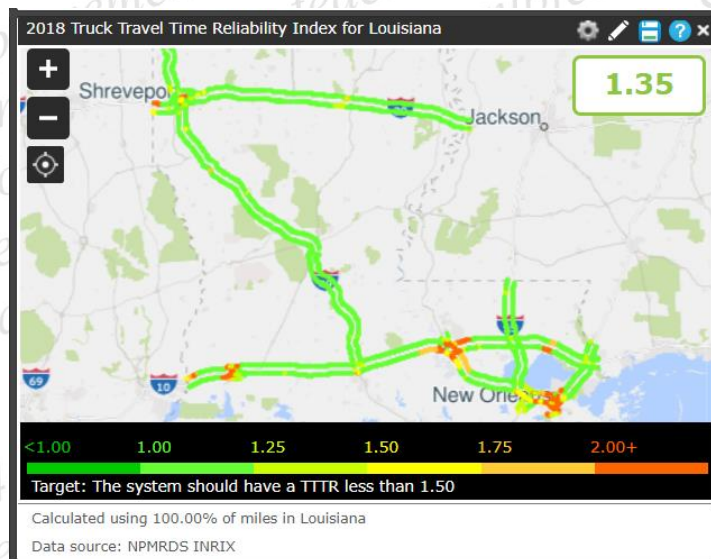 2018 Truck Travel Time Reliability Index for Louisiana
1.35
Jackson
69
10
<1.00 1.00 1.25 1.50 1.75 2.00+
Target: The system should have a TTTR less than 1.50
Calculated using 100.00% of miles in Louisiana
Data source: NPMRDS INRIX